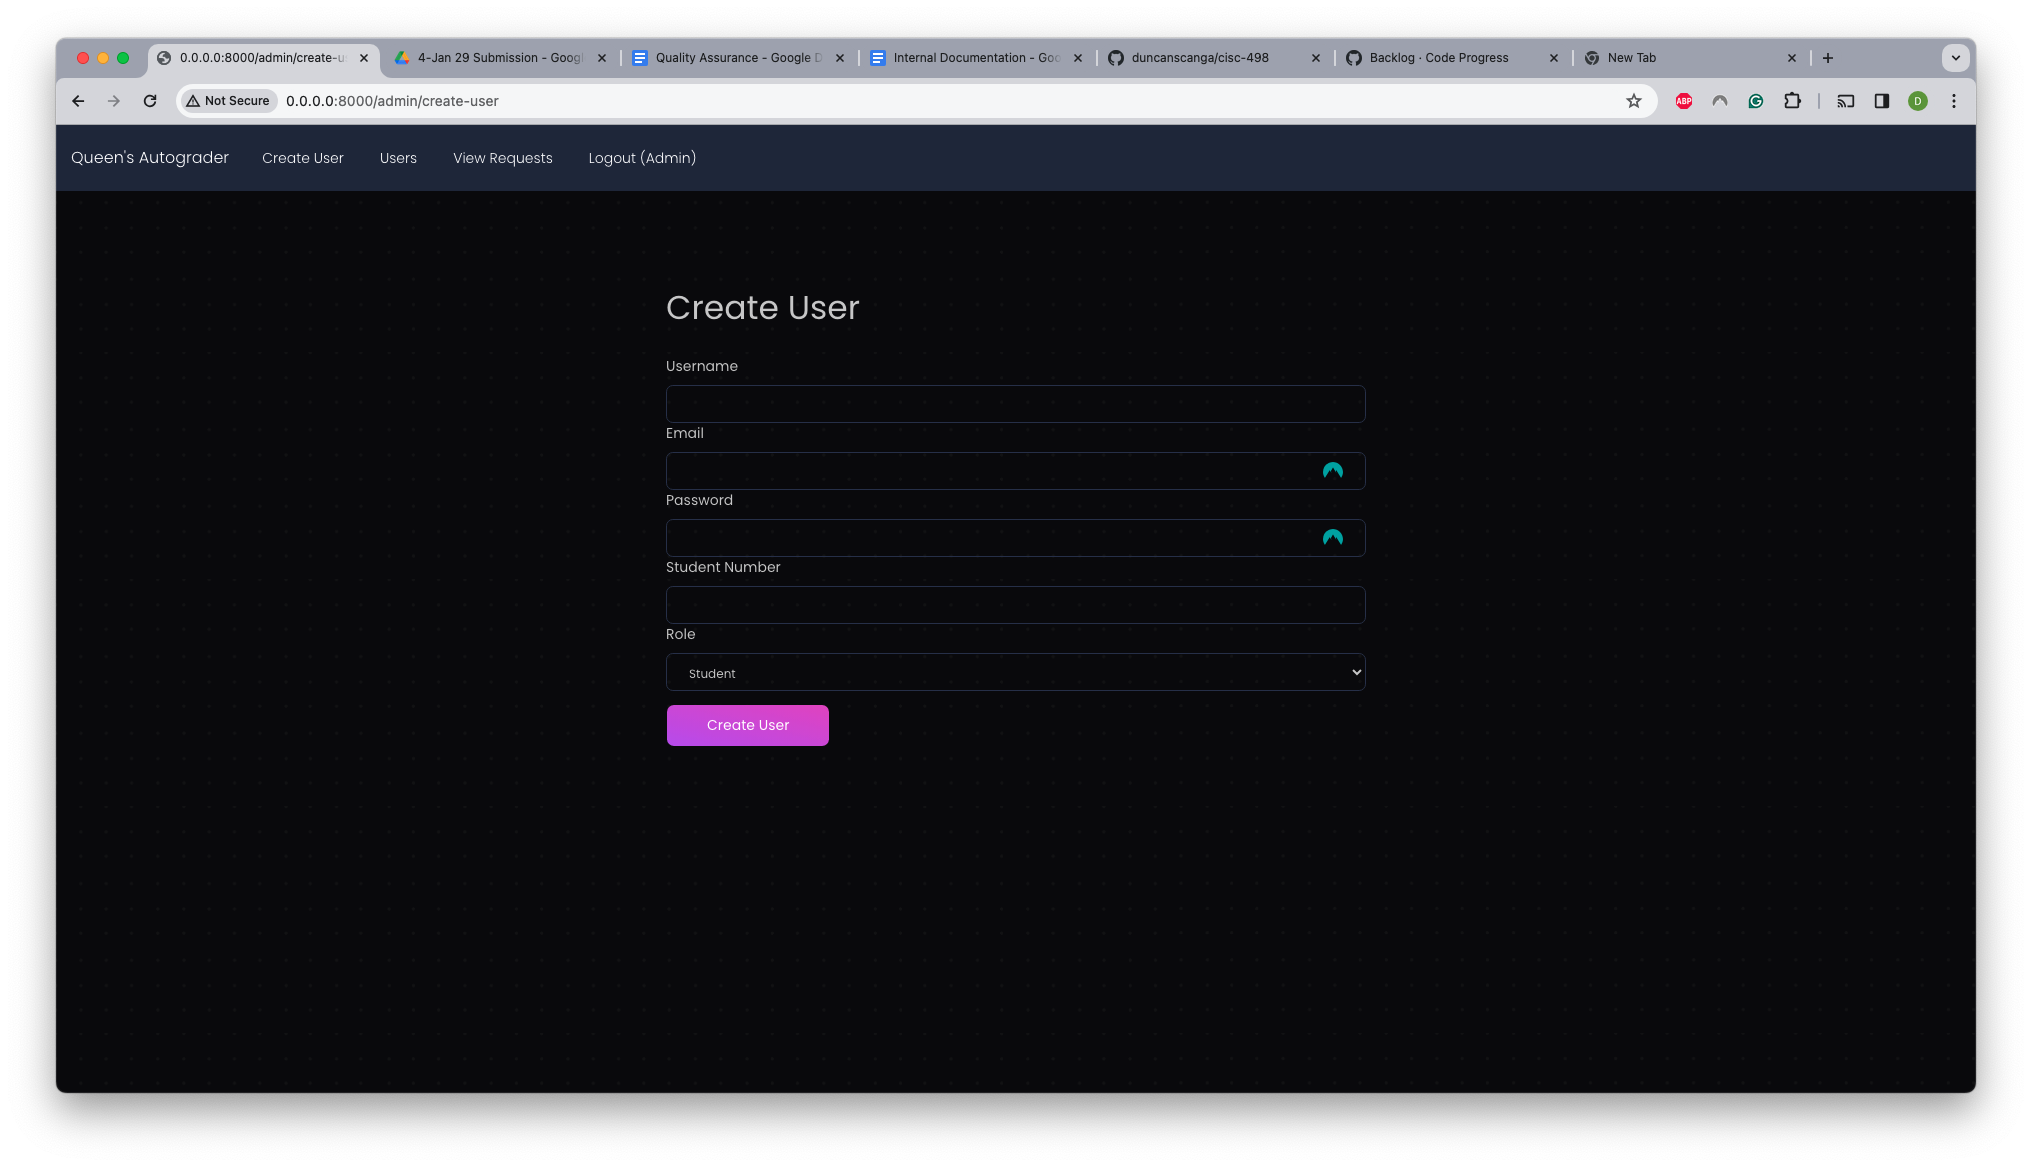 0.0.0.0:8000/admin/create-u
4-Jan 29 Submission - Googl
Quality Assurance - Google D
Internal Documentation - Goo
duncanscanga/cisc-498
Backlog · Code Progress
New Tab
Not Secure
0.0.0.0:8000/admin/create-user
ABP
D
Queen's Autograder
Create User
Users
View Requests
Logout (Admin)
Create User
Username
Email
Password
Student Number
Role
Student
Create User